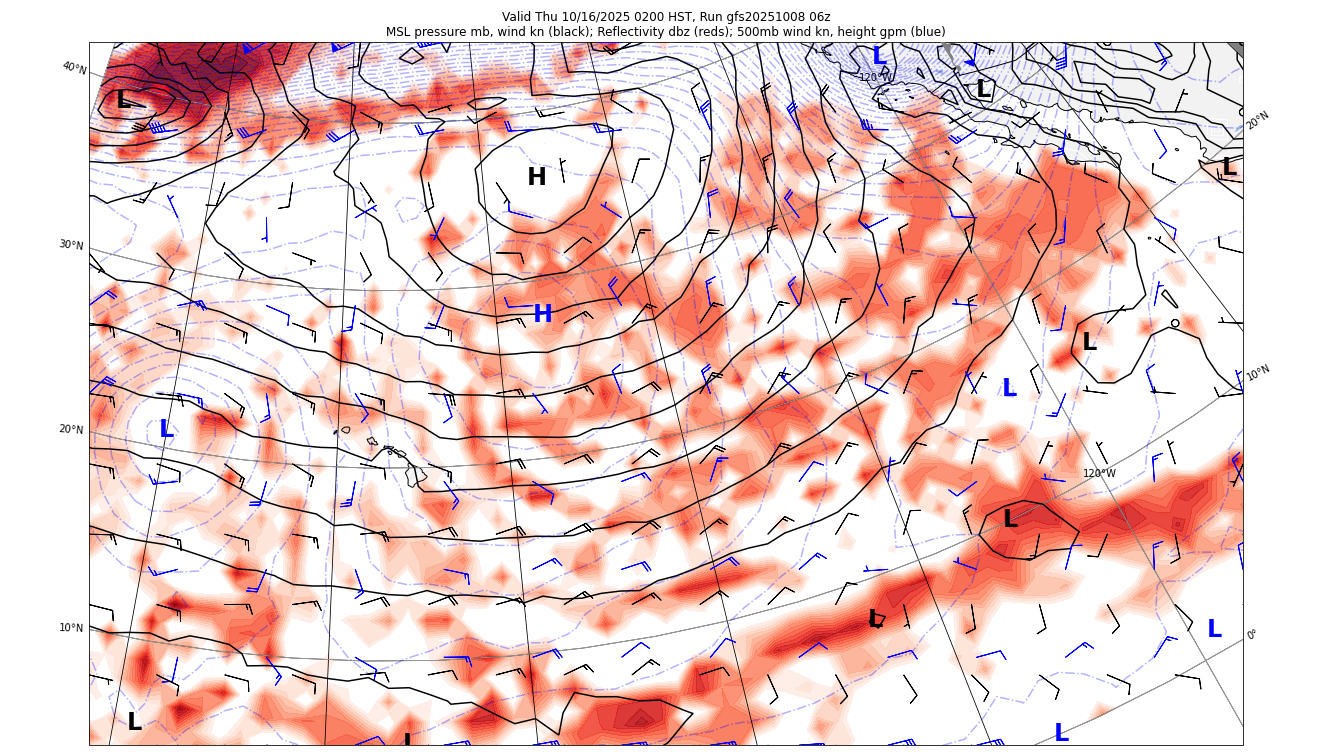 Valid Thu 10/16/2025 0200 HST, Run gfs20251008 06z
MSL pressure mb, wind kn (black); Reflectivity dbz (reds); 500mb wind kn, height gpm (blue)
L
120°W
40°N
L
L
20°N
L
H
30°N
H
L
10°N
L
L
20°N
120°W
L
L
10°N
L
0°
L
L
L